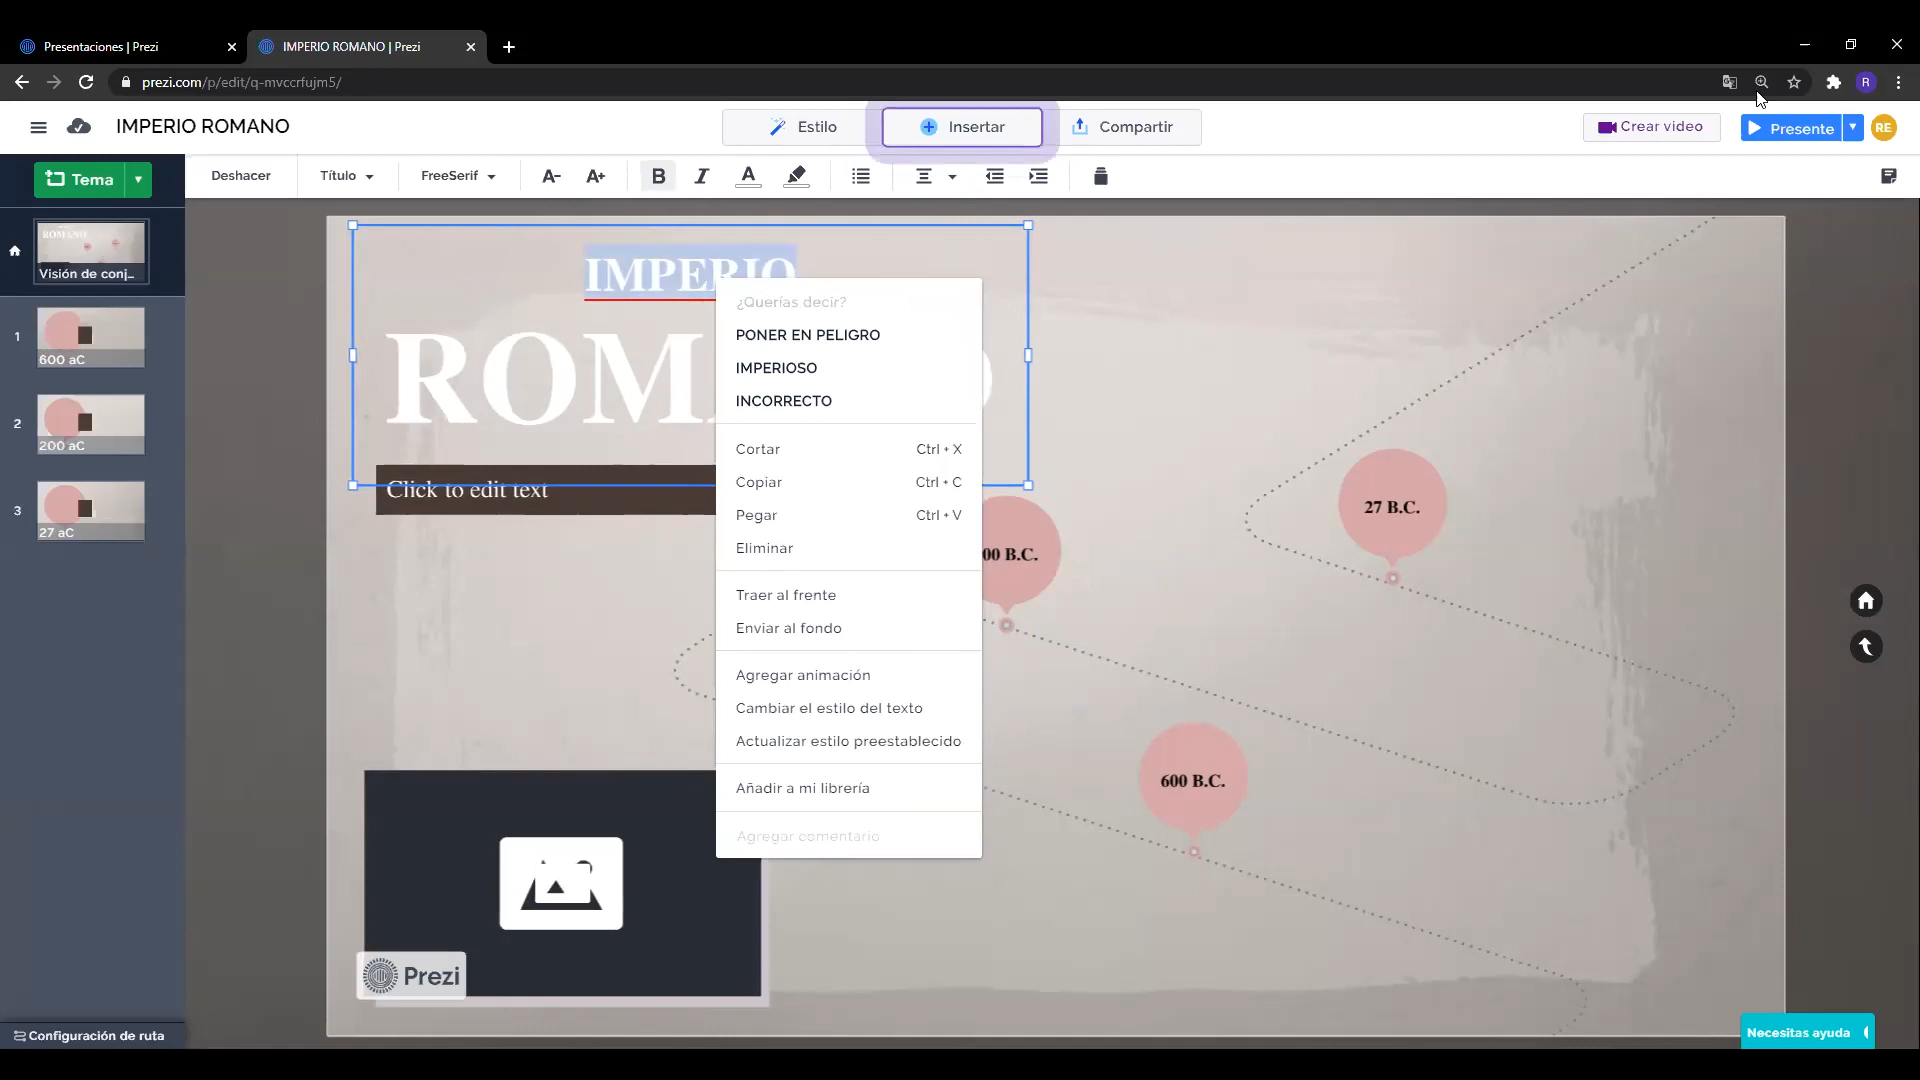 Presentaciones | Prezi
IMPERIO ROMANO | Prezi
prezi.com/p/edit/q-mvccrfujm5/
R
IMPERIO ROMANO
Estilo
Insertar
Compartir
Crear video
Presente
RE
Tema
Deshacer
Título
FreeSerif
A-
A+
B
I
A
ROMANO
Visión de conj...
1
600 aC
2
200 aC
3
27 aC
Configuración de ruta
IMPERIO
ROMA
Click to edit text
¿Querías decir?
PONER EN PELIGRO
IMPERIOSO
INCORRECTO
Cortar Ctrl + X
Copiar Ctrl + C
Pegar Ctrl + V
Eliminar
Traer al frente
Enviar al fondo
Agregar animación
Cambiar el estilo del texto
Actualizar estilo preestablecido
Añadir a mi librería
Agregar comentario
27 B.C.
00 B.C.
600 B.C.
Prezi
Necesitas ayuda